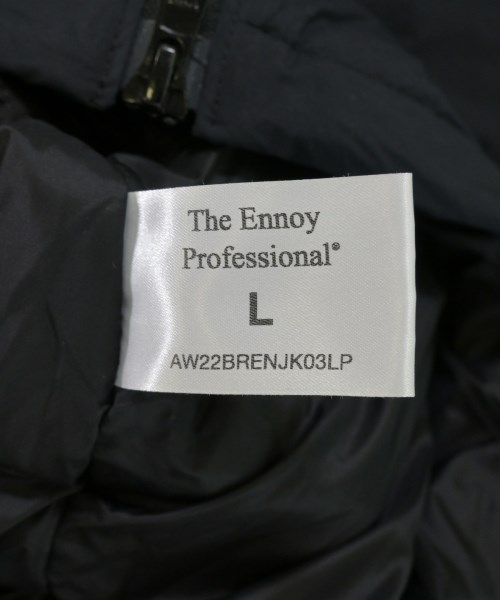 The Ennoy
Professional®
L
AW22BRENJK03LP